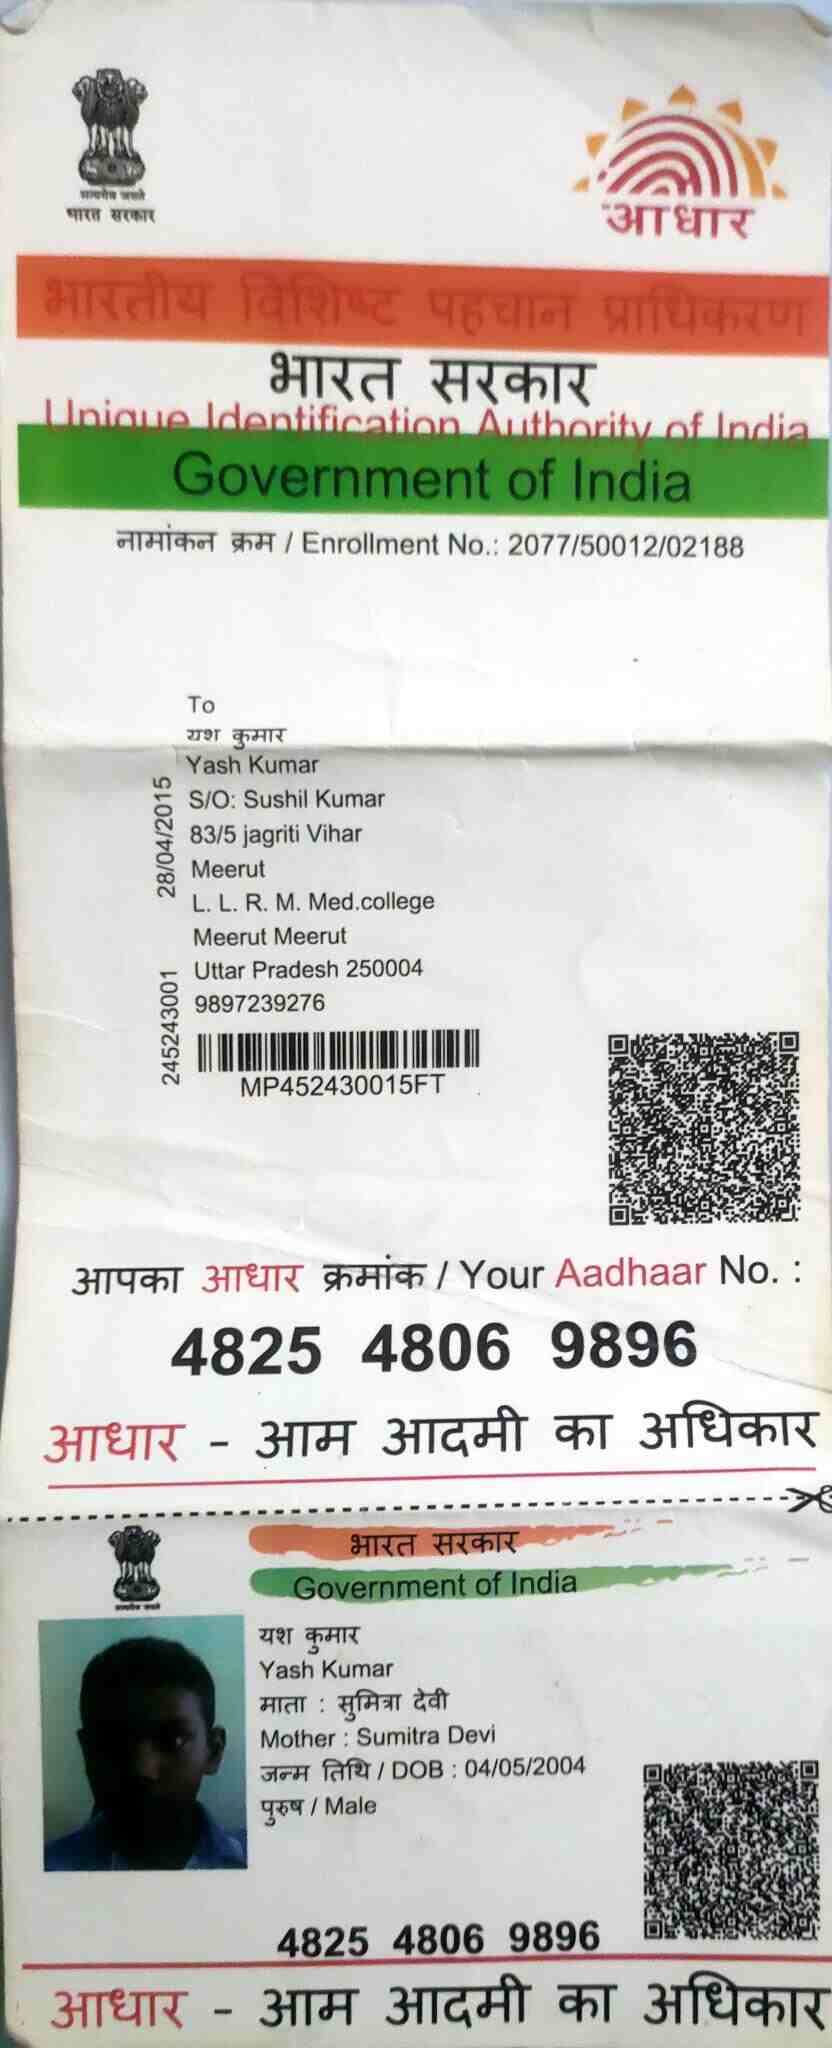 सत्यमेव जयते
भारत सरकार
आधार
भारतीय विशिष्ट पहचान प्राधिकरण
भारत सरकार
Unique Identification Authority of India
Government of India
नामांकन क्रम / Enrollment No.: 2077/50012/02188
To
यश कुमार
Yash Kumar
S/O: Sushil Kumar
83/5 jagriti Vihar
Meerut
L. L. R. M. Med.college
Meerut Meerut
Uttar Pradesh 250004
9897239276
28/04/2015
245243001
MP452430015FT
आपका आधार क्रमांक / Your Aadhaar No. :
4825 4806 9896
आधार - आम आदमी का अधिकार
भारत सरकार
Government of India
यश कुमार
Yash Kumar
माता : सुमित्रा देवी
Mother : Sumitra Devi
जन्म तिथि / DOB : 04/05/2004
पुरुष / Male
4825 4806 9896
आधार - आम आदमी का अधिकार